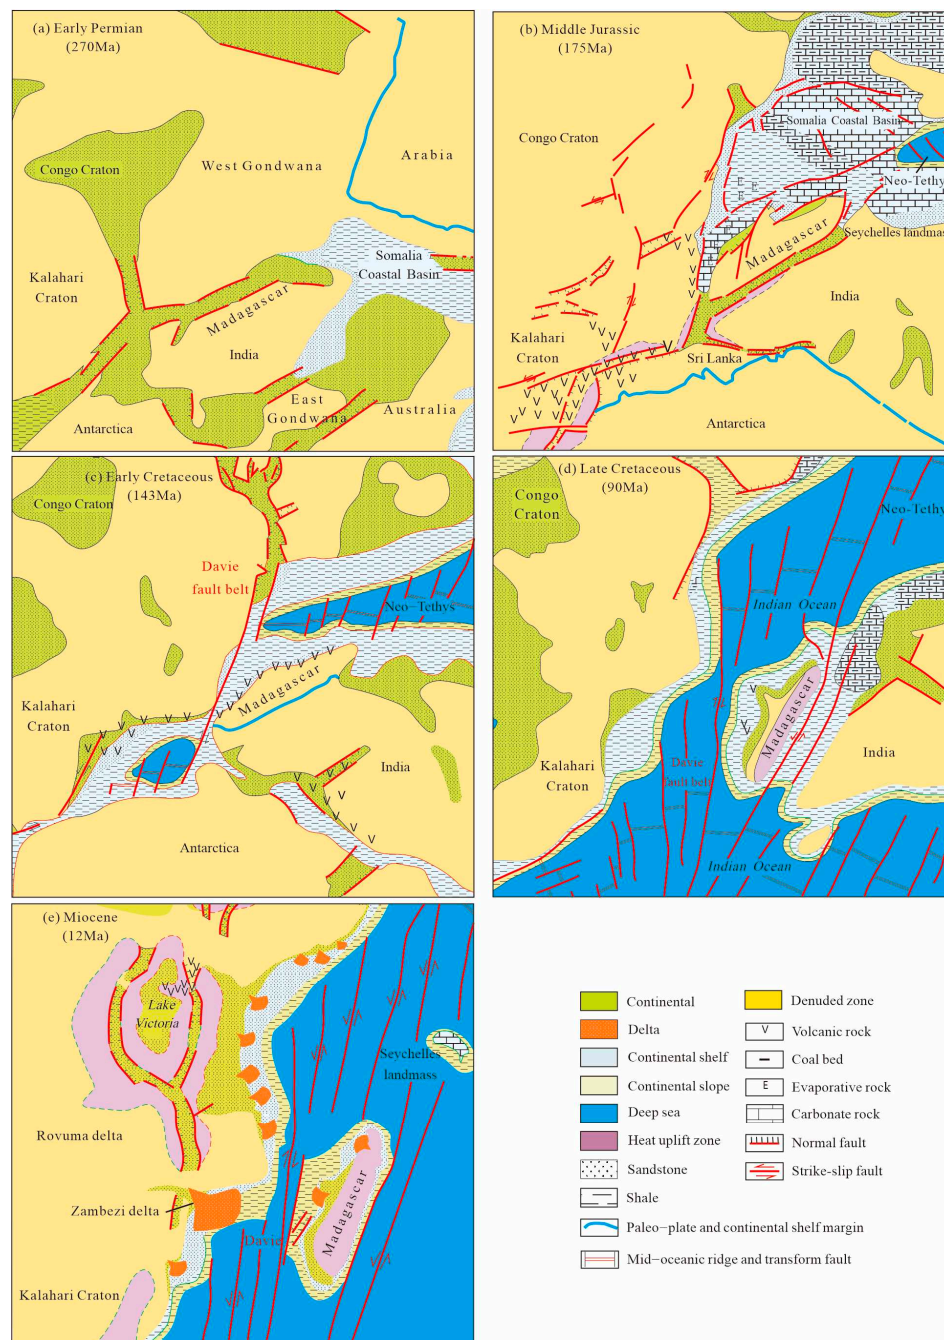 (a) Early Permian
(270Ma)
Congo Craton
West Gondwana
Arabia
Kalahari
Craton
Somalia
Coastal Basin
Madagascar
India
East
Gondwana
Australia
Antarctica
(b) Middle Jurassic
(175Ma)
Congo Craton
Somalia Coastal Basin
Neo-Tethy
E E
E
Seychelles landmass
Madagascar
India
Kalahari
Craton
Sri Lanka
Antarctica
(c) Early Cretaceous
(143Ma)
Congo Craton
Davie
fault belt
Neo-Tethys
Madagascar
Kalahari
Craton
India
Antarctica
(d) Late Cretaceous
(90Ma)
Congo
Craton
Neo-Tethy
Indian Ocean
Madagascar
Kalahari
Craton
Davie
fault belt
India
Indian Ocean
(e) Miocene
(12Ma)
Lake
Victoria
Seychelles
landmass
Rovuma delta
Zambezi delta
Davie
Madagascar
Kalahari Craton
Continental
Denuded zone
Delta
V Volcanic rock
Continental shelf
Coal bed
Continental slope
E Evaporative rock
Deep sea
Carbonate rock
Heat uplift zone
Normal fault
Sandstone
Strike-slip fault
Shale
Paleo-plate and continental shelf margin
Mid-oceanic ridge and transform fault